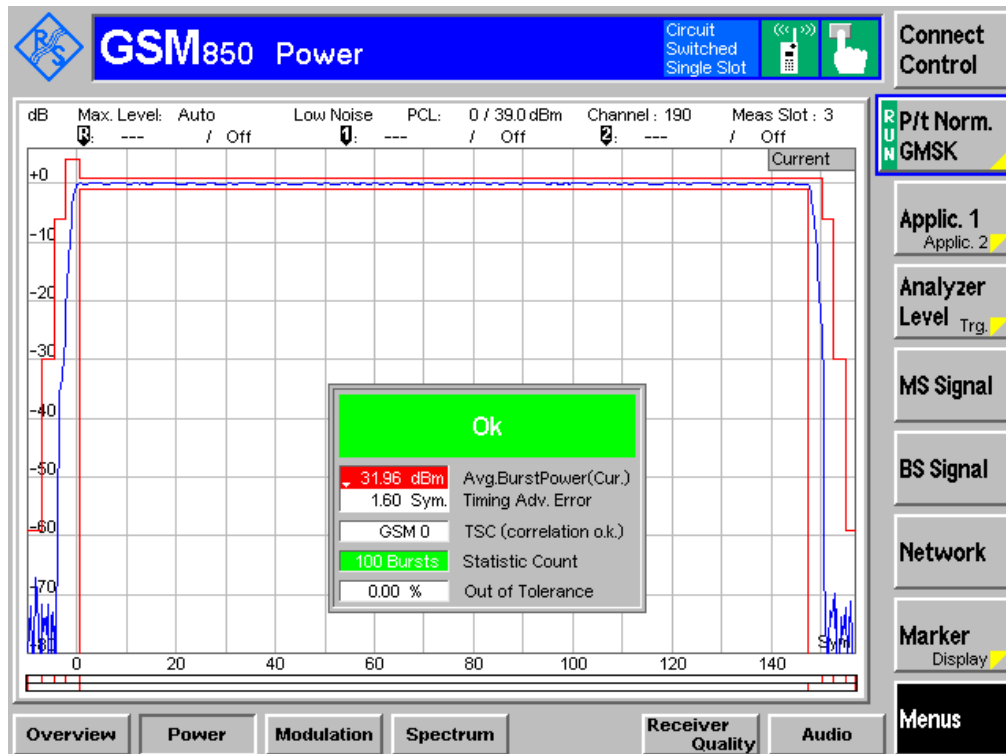 R&S
GSM850 Power
Circuit
Switched
Single Slot
Connect
Control
dB Max. Level: Auto Low Noise PCL: 0 / 39.0 dBm Channel : 190 Meas Slot : 3
R: --- / Off 1: --- / Off 2: --- / Off
Current
RUN
P/t Norm.
GMSK
+0
-10
-20
-30
-40
-50
-60
-70
-80
Applic. 1
Applic. 2
Analyzer
Level Trg.
MS Signal
BS Signal
Network
Marker
Display
Menus
Ok
31.96 dBm Avg.BurstPower(Cur.)
1.60 Sym. Timing Adv. Error
GSM 0 TSC (correlation o.k.)
100 Bursts Statistic Count
0.00 % Out of Tolerance
Sym
0 20 40 60 80 100 120 140
Overview Power Modulation Spectrum Receiver Quality Audio